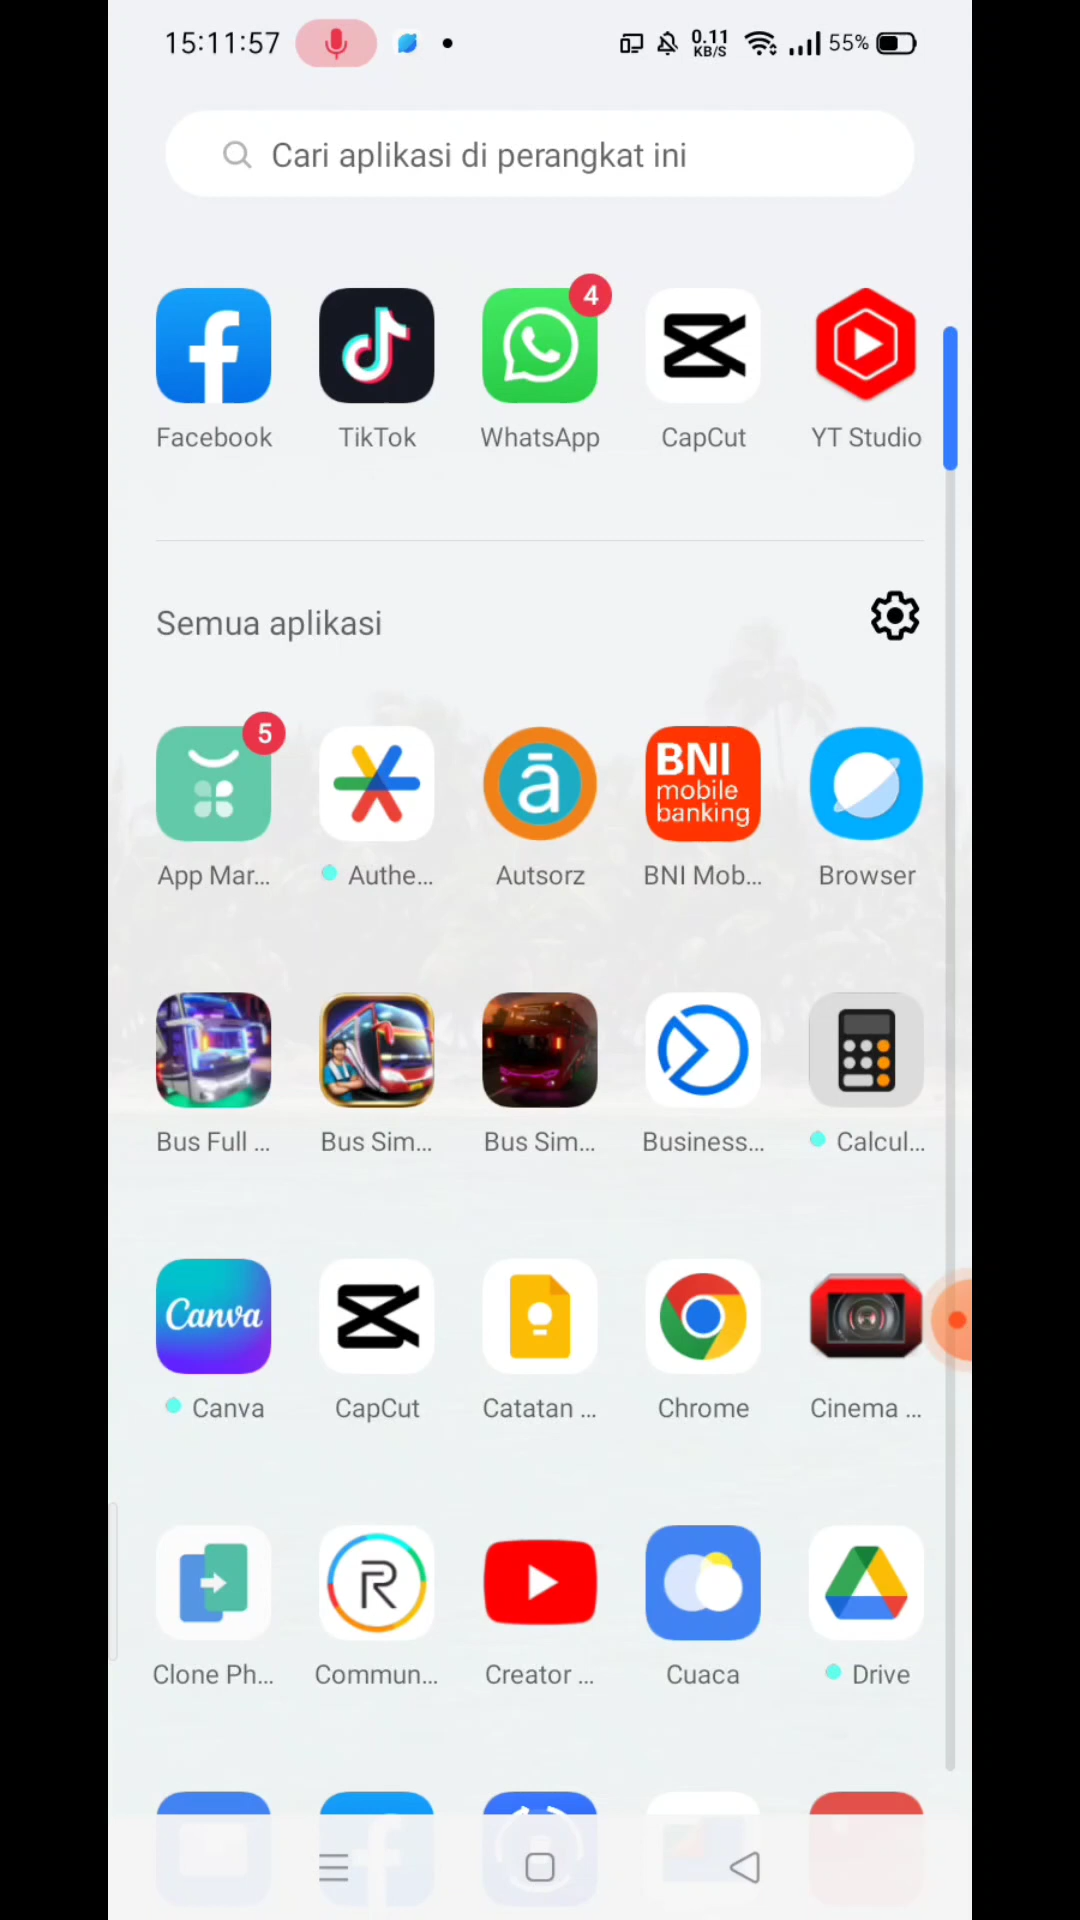 15:11:57
0.11 KB/S
55%
Cari aplikasi di perangkat ini
4
Facebook TikTok WhatsApp CapCut YT Studio
Semua aplikasi
5
ā
BNI
mobile
banking
App Mar... Authe... Autsorz BNI Mob... Browser
Bus Full ... Bus Sim... Bus Sim... Business... Calcul...
Canva
Canva CapCut Catatan ... Chrome Cinema ...
R
Clone Ph... Commun... Creator ... Cuaca Drive